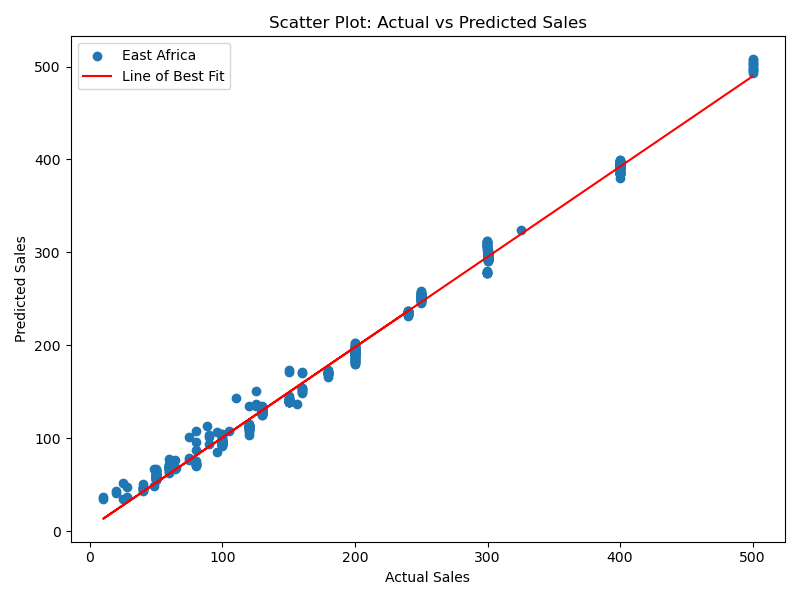 Scatter Plot: Actual vs Predicted Sales
East Africa
Line of Best Fit
Predicted Sales
500
400
300
200
100
0
0 100 200 300 400 500
Actual Sales